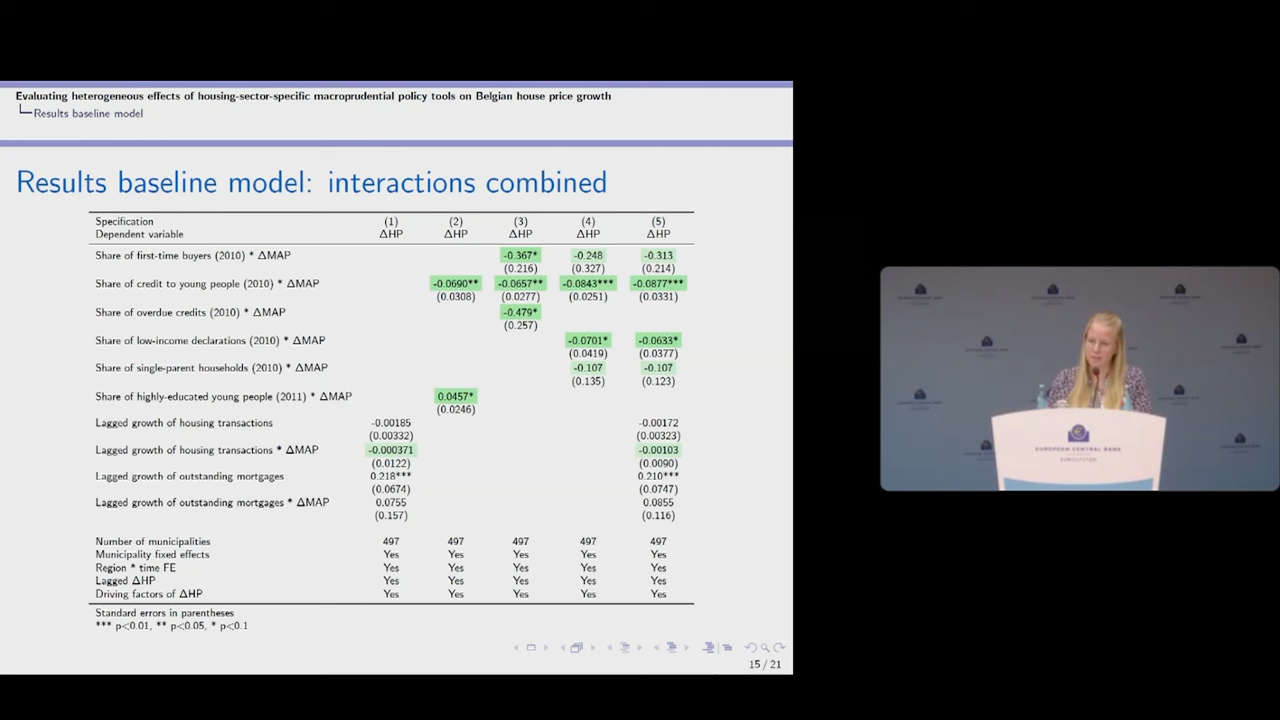 Evaluating heterogeneous effects of housing-sector-specific macroprudential policy tools on Belgian house price growth
Results baseline model
Results baseline model: interactions combined
Specification (1) (2) (3) (4) (5)
Dependent variable ΔHP ΔHP ΔHP ΔHP ΔHP
Share of first-time buyers (2010) * ΔMAP -0.367* -0.248 -0.313
(0.216) (0.327) (0.214)
Share of credit to young people (2010) * ΔMAP -0.0690** -0.0657** -0.0843*** -0.0877***
(0.0308) (0.0277) (0.0251) (0.0331)
Share of overdue credits (2010) * ΔMAP -0.479*
(0.257)
Share of low-income declarations (2010) * ΔMAP -0.0701* -0.0633*
(0.0419) (0.0377)
Share of single-parent households (2010) * ΔMAP -0.107 -0.107
(0.135) (0.123)
Share of highly-educated young people (2011) * ΔMAP 0.0457*
(0.0246)
Lagged growth of housing transactions -0.00185 -0.00172
(0.00332) (0.00323)
Lagged growth of housing transactions * ΔMAP -0.000371 -0.00103
(0.0122) (0.0090)
Lagged growth of outstanding mortgages 0.218*** 0.210***
(0.0674) (0.0747)
Lagged growth of outstanding mortgages * ΔMAP 0.0755 0.0855
(0.157) (0.116)
Number of municipalities 497 497 497 497 497
Municipality fixed effects Yes Yes Yes Yes Yes
Region * time FE Yes Yes Yes Yes Yes
Lagged ΔHP Yes Yes Yes Yes Yes
Driving factors of ΔHP Yes Yes Yes Yes Yes
Standard errors in parentheses
*** p<0.01, ** p<0.05, * p<0.1
15 / 21
EUROPEAN CENTRAL BANK
EUROSYSTEM